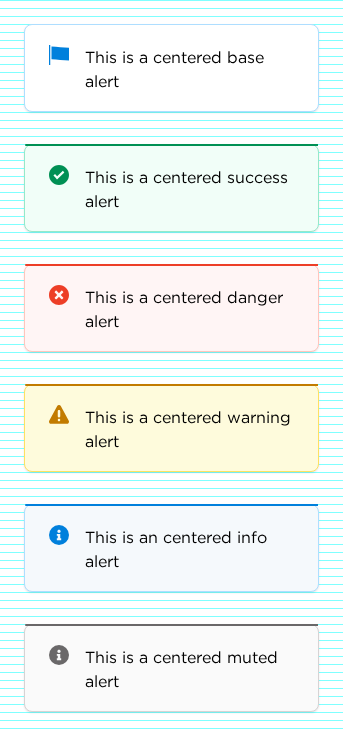 This is a centered base
alert
This is a centered success
alert
This is a centered danger
alert
This is a centered warning
alert
This is an centered info
alert
This is a centered muted
alert